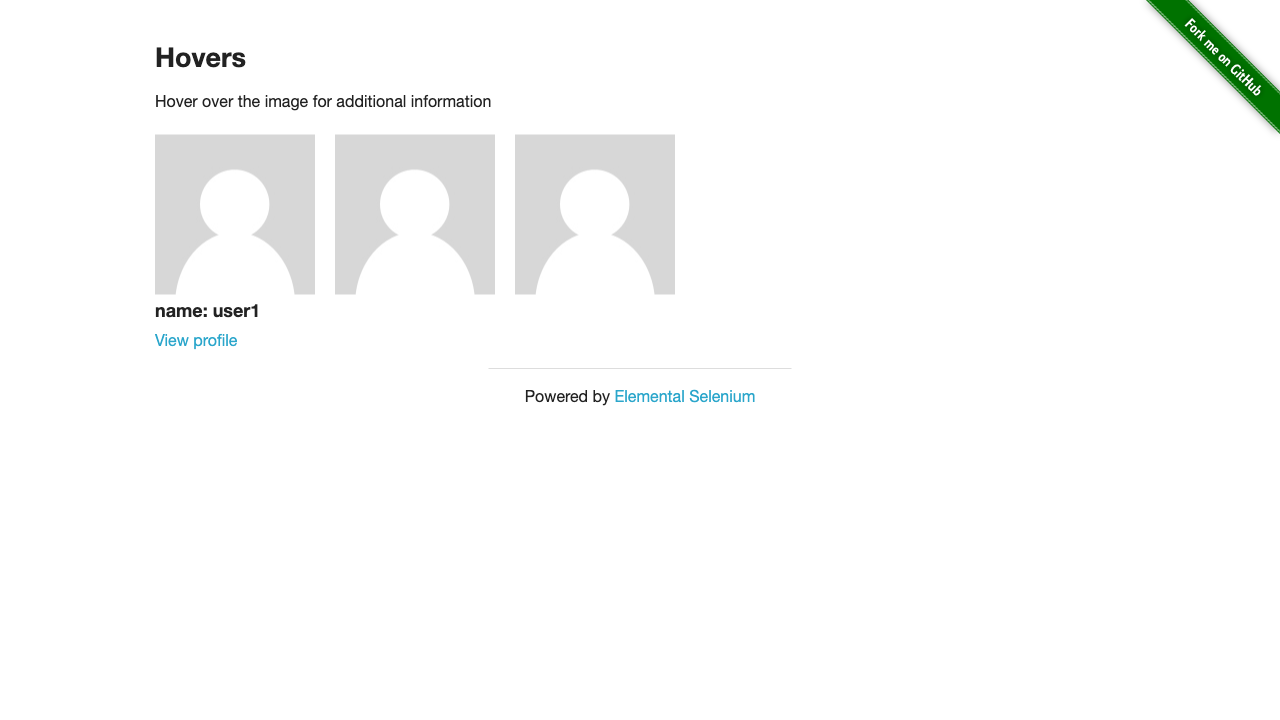 Hovers
Hover over the image for additional information
name: user1
View profile
Powered by Elemental Selenium
Fork me on GitHub